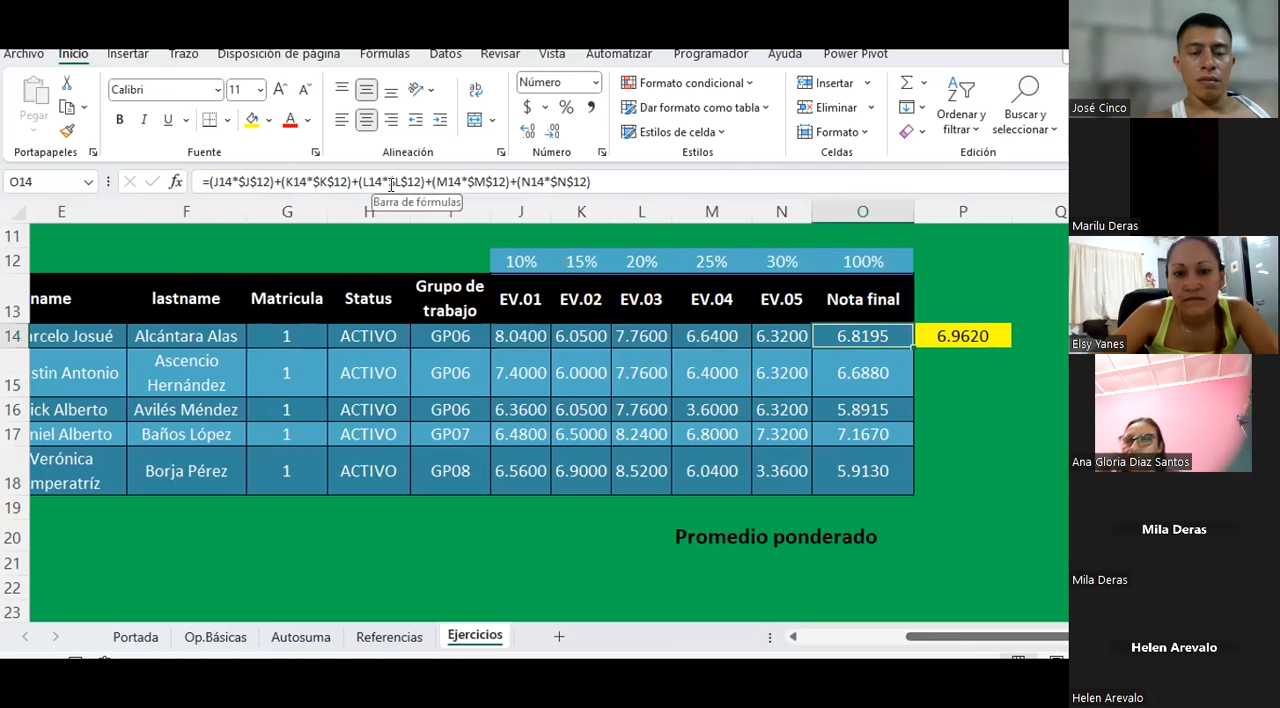 Archivo Inicio Insertar Trazo Disposición de página Fórmulas Datos Revisar Vista Automatizar Programador Ayuda Power Pivot
Pegar
Portapapeles
Calibri 11
N K S
Fuente
ab
Alineación
Número
$ % 9
Número
Formato condicional
Dar formato como tabla
Estilos de celda
Estilos
Insertar
Eliminar
Formato
Celdas
Ordenar y filtrar
Buscar y seleccionar
Edición
O14 fx =(J14*$J$12)+(K14*$K$12)+(L14*$L$12)+(M14*$M$12)+(N14*$N$12)
Barra de fórmulas
E F G H I J K L M N O P Q
11
12 10% 15% 20% 25% 30% 100%
13 name lastname Matricula Status Grupo de trabajo EV.01 EV.02 EV.03 EV.04 EV.05 Nota final
14 arcelo Josué Alcántara Alas 1 ACTIVO GP06 8.0400 6.0500 7.7600 6.6400 6.3200 6.8195 6.9620
15 stin Antonio Ascencio Hernández 1 ACTIVO GP06 7.4000 6.0000 7.7600 6.4000 6.3200 6.6880
16 ick Alberto Avilés Méndez 1 ACTIVO GP06 6.3600 6.0500 7.7600 3.6000 6.3200 5.8915
17 niel Alberto Baños López 1 ACTIVO GP07 6.4800 6.5000 8.2400 6.8000 7.3200 7.1670
18 Verónica mperatríz Borja Pérez 1 ACTIVO GP08 6.5600 6.9000 8.5200 6.0400 3.3600 5.9130
19
20 Promedio ponderado
21
22
23
Portada Op.Básicas Autosuma Referencias Ejercicios
José Cinco
Marilu Deras
Elsy Yanes
Ana Gloria Diaz Santos
Mila Deras
Mila Deras
Helen Arevalo
Helen Arevalo